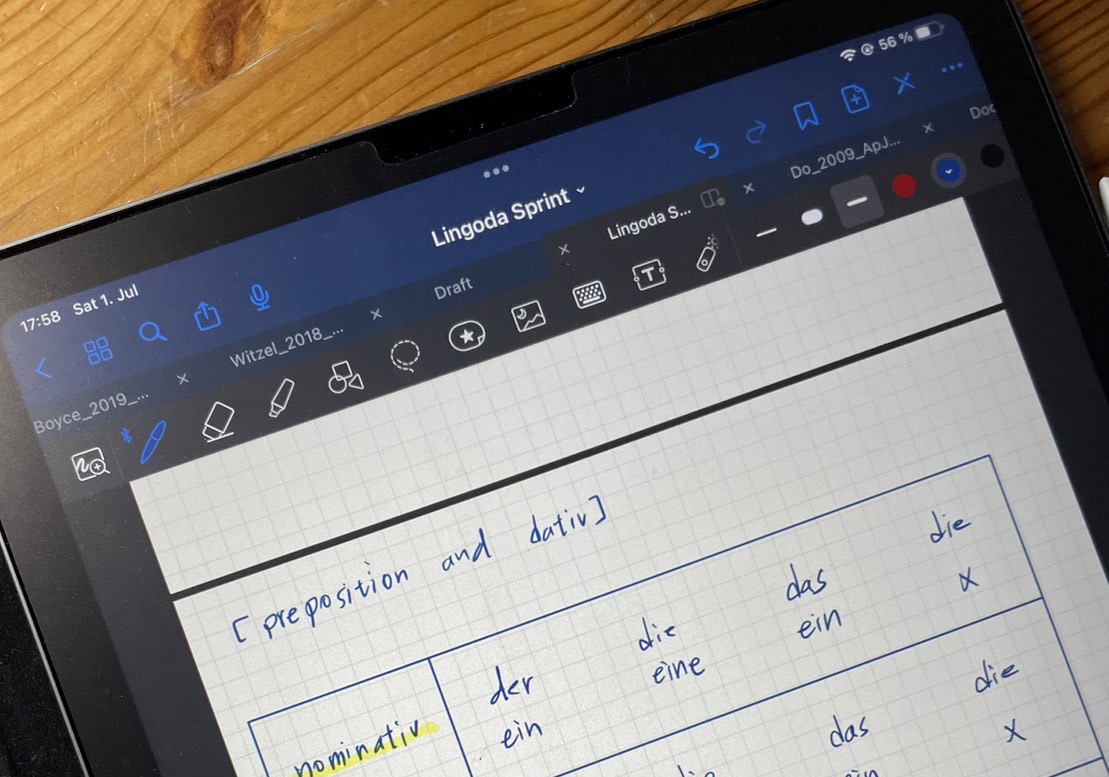 17:58 Sat 1. Jul
56 %
Lingoda Sprint
Boyce_2019_...
Witzel_2018_...
Draft
Lingoda S...
Do_2009_ApJ...
Doc
T
[preposition and dativ]
der die das die
ein eine ein x
nominativ
das die
ein x